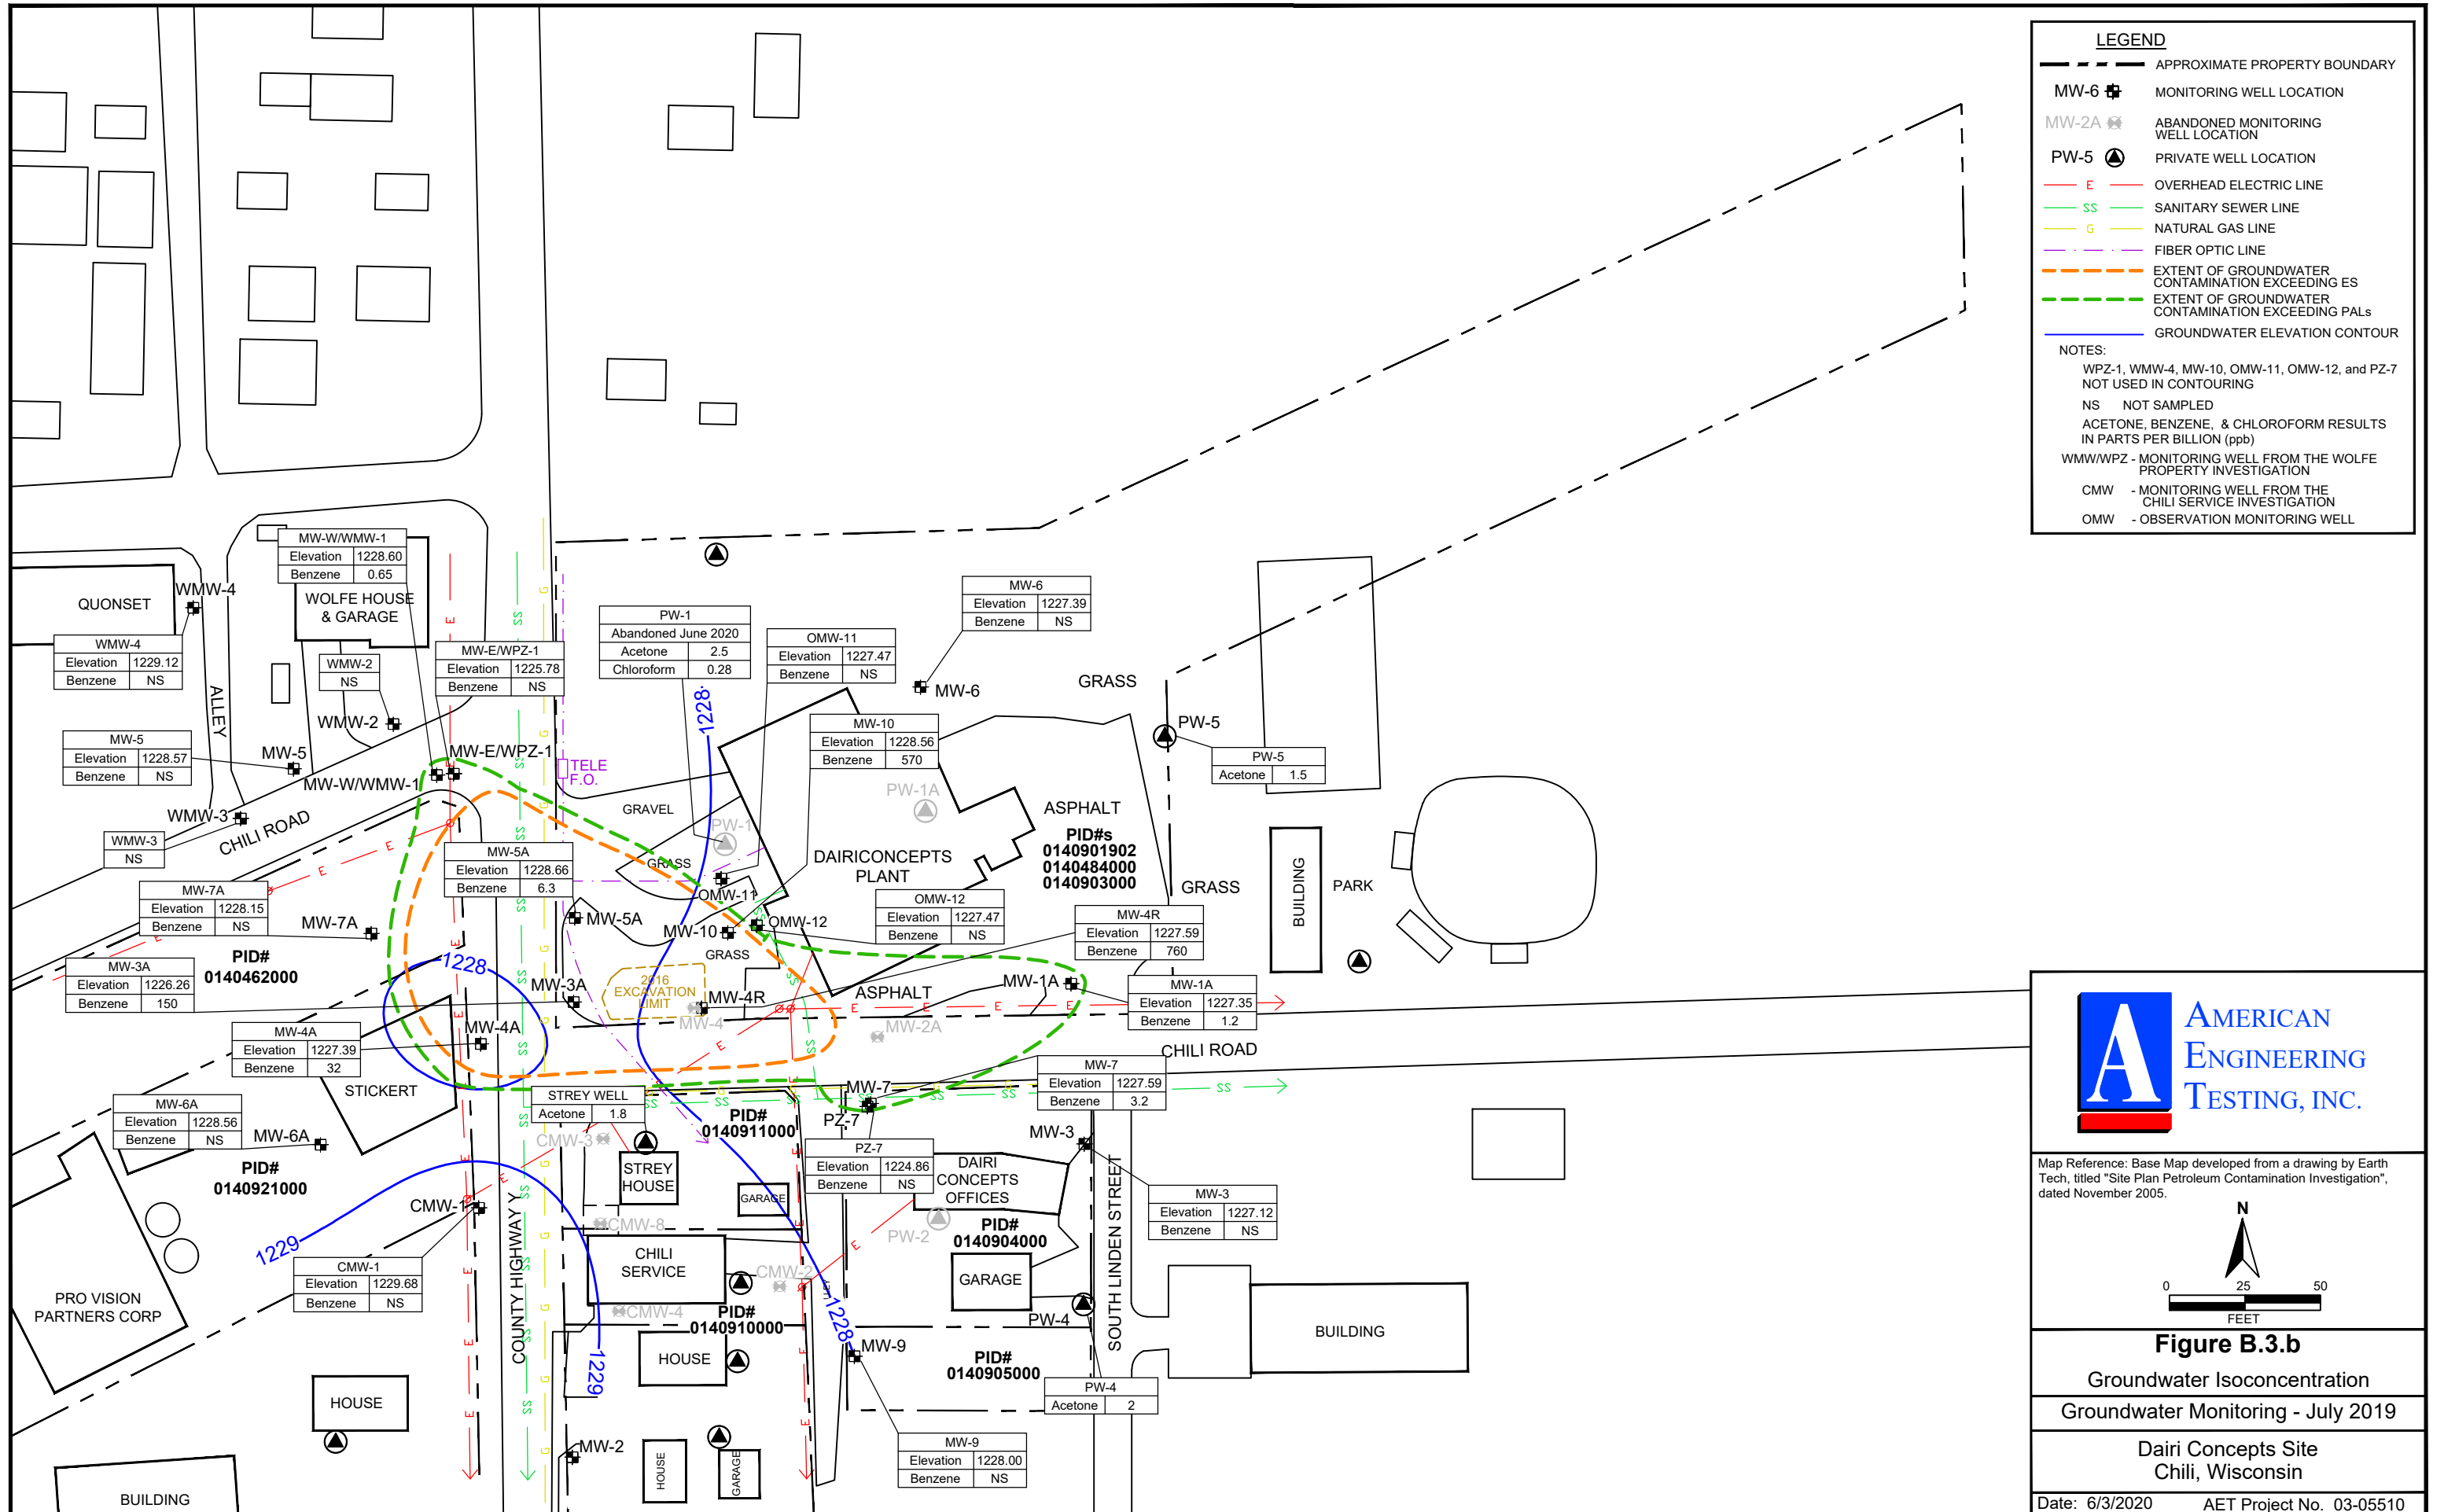 LEGEND
APPROXIMATE PROPERTY BOUNDARY
MW-6 MONITORING WELL LOCATION
MW-2A ABANDONED MONITORING
WELL LOCATION
PW-5 PRIVATE WELL LOCATION
E OVERHEAD ELECTRIC LINE
SS SANITARY SEWER LINE
G NATURAL GAS LINE
FIBER OPTIC LINE
EXTENT OF GROUNDWATER
CONTAMINATION EXCEEDING ES
EXTENT OF GROUNDWATER
CONTAMINATION EXCEEDING PALs
GROUNDWATER ELEVATION CONTOUR
NOTES:
WPZ-1, WMW-4, MW-10, OMW-11, OMW-12, and PZ-7
NOT USED IN CONTOURING
NS NOT SAMPLED
ACETONE, BENZENE, & CHLOROFORM RESULTS
IN PARTS PER BILLION (ppb)
WMW/WPZ - MONITORING WELL FROM THE WOLFE
PROPERTY INVESTIGATION
CMW - MONITORING WELL FROM THE
CHILI SERVICE INVESTIGATION
OMW - OBSERVATION MONITORING WELL
MW-W/WMW-1
Elevation 1228.60
Benzene 0.65
QUONSET
WMW-4
WOLFE HOUSE
& GARAGE
WMW-4
Elevation 1229.12
Benzene NS
WMW-2
NS
MW-E/WPZ-1
Elevation 1225.78
Benzene NS
PW-1
Abandoned June 2020
Acetone 2.5
Chloroform 0.28
OMW-11
Elevation 1227.47
Benzene NS
MW-6
Elevation 1227.39
Benzene NS
MW-6
GRASS
ALLEY
WMW-2
1228
MW-10
Elevation 1228.56
Benzene 570
PW-5
PW-5
Acetone 1.5
MW-5
Elevation 1228.57
Benzene NS
MW-5
MW-E/WPZ-1
MW-W/WMW-1
TELE
F.O.
WMW-3
CHILI ROAD
WMW-3
NS
GRAVEL
PW-1A
PW-1
ASPHALT
PID#s
0140901902
0140484000
0140903000
GRASS
DAIRICONCEPTS
PLANT
GRASS
BUILDING
PARK
MW-5A
Elevation 1228.66
Benzene 6.3
MW-7A
Elevation 1228.15
Benzene NS
MW-7A
MW-5A
OMW-11
OMW-12
MW-10
GRASS
OMW-12
Elevation 1227.47
Benzene NS
MW-4R
Elevation 1227.59
Benzene 760
PID#
0140462000
1228
MW-3A
Elevation 1226.26
Benzene 150
MW-3A
2016
EXCAVATION
LIMIT
MW-4R
MW-4
ASPHALT
MW-2A
MW-1A
MW-1A
Elevation 1227.35
Benzene 1.2
MW-4A
Elevation 1227.39
Benzene 32
MW-4A
STICKERT
CHILI ROAD
MW-7
Elevation 1227.59
Benzene 3.2
MW-7
PZ-7
STREY WELL
Acetone 1.8
PID#
0140911000
MW-6A
Elevation 1228.56
Benzene NS
MW-6A
CMW-3
PZ-7
Elevation 1224.86
Benzene NS
MW-3
PID#
0140921000
STREY
HOUSE
GARAGE
DAIRI
CONCEPTS
OFFICES
MW-3
Elevation 1227.12
Benzene NS
CMW-1
CMW-8
PW-2
PID#
0140904000
1229
COUNTY HIGHWAY Y
CHILI
SERVICE
CMW-2
GARAGE
SOUTH LINDEN STREET
CMW-1
Elevation 1229.68
Benzene NS
PRO VISION
PARTNERS CORP
CMW-4
PID#
0140910000
1228
PW-4
BUILDING
HOUSE
MW-9
PID#
0140905000
1229
PW-4
Acetone 2
HOUSE
MW-2
HOUSE
GARAGE
MW-9
Elevation 1228.00
Benzene NS
BUILDING
A
AMERICAN
ENGINEERING
TESTING, INC.
Map Reference: Base Map developed from a drawing by Earth
Tech, titled "Site Plan Petroleum Contamination Investigation",
dated November 2005.
N
0 25 50
FEET
Figure B.3.b
Groundwater Isoconcentration
Groundwater Monitoring - July 2019
Dairi Concepts Site
Chili, Wisconsin
Date: 6/3/2020 AET Project No. 03-05510